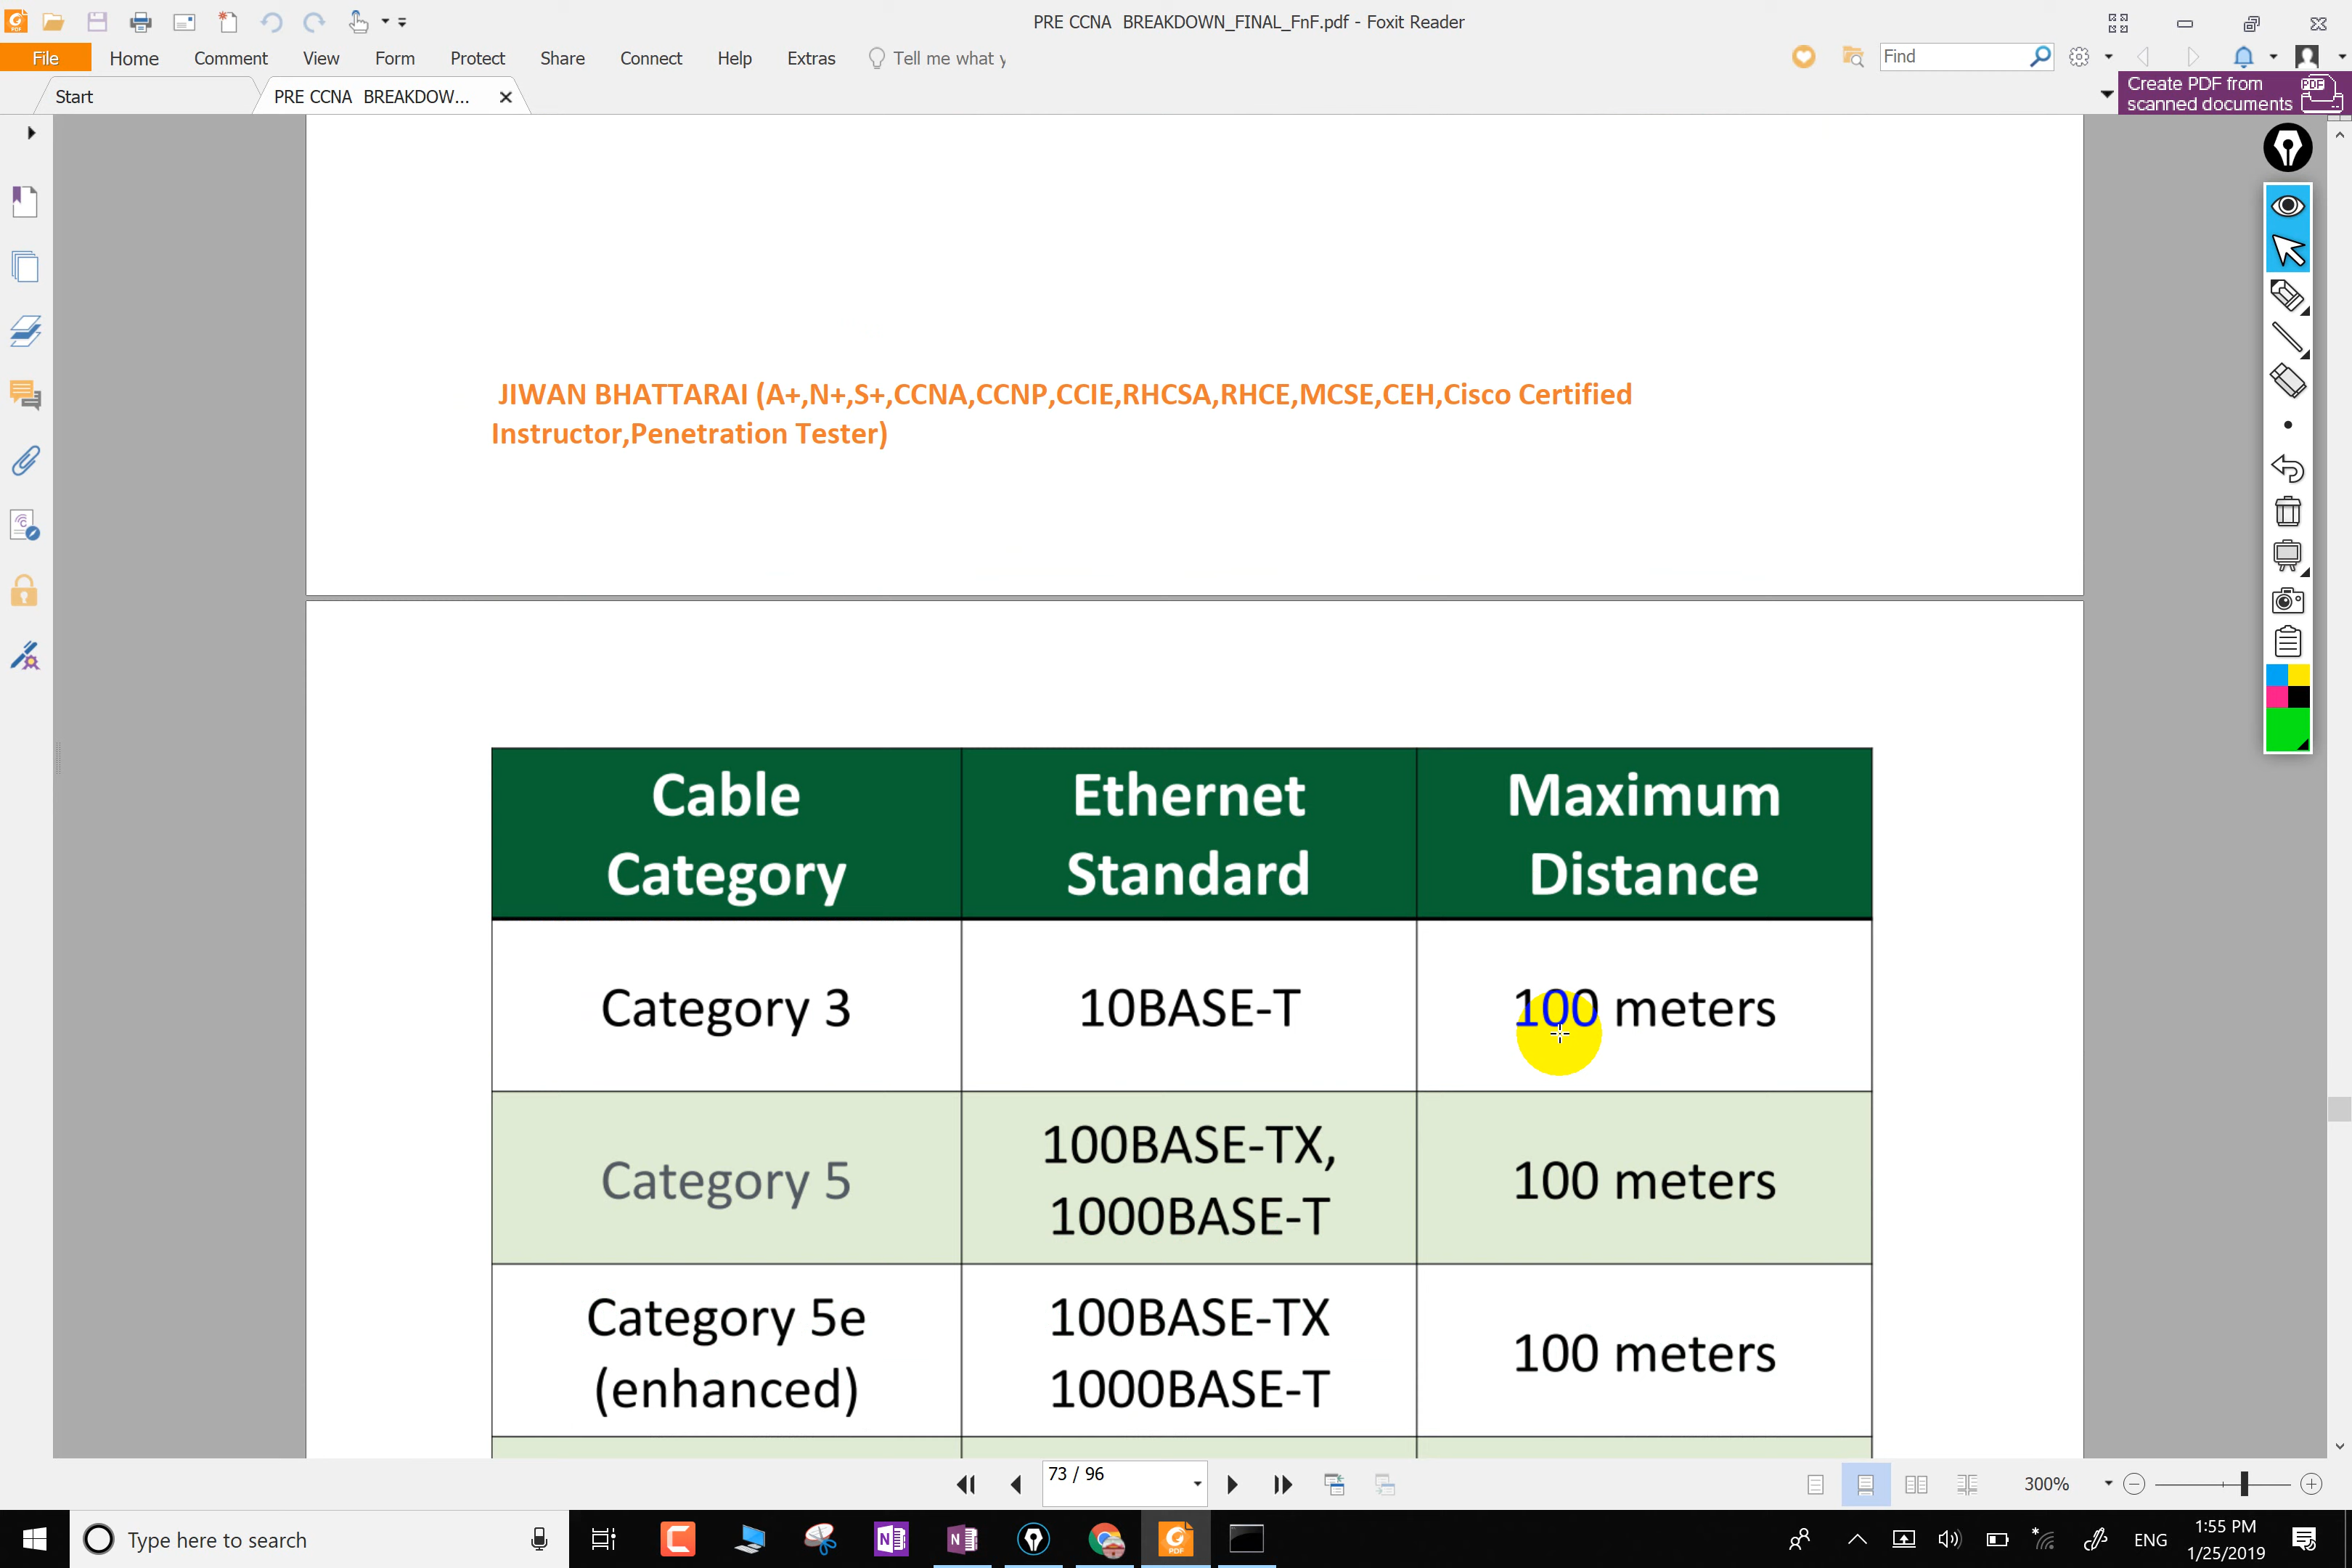 PRE CCNA BREAKDOWN_FINAL_FnF.pdf - Foxit Reader
File Home Comment View Form Protect Share Connect Help Extras Tell me what y Find
Start PRE CCNA BREAKDOW...
Create PDF from
scanned documents
JIWAN BHATTARAI (A+,N+,S+,CCNA,CCNP,CCIE,RHCSA,RHCE,MCSE,CEH,Cisco Certified
Instructor,Penetration Tester)
Cable
Category
Ethernet
Standard
Maximum
Distance
Category 3
10BASE-T
100 meters
Category 5
100BASE-TX,
1000BASE-T
100 meters
Category 5e
(enhanced)
100BASE-TX
1000BASE-T
100 meters
73 / 96
300%
Type here to search
ENG
1:55 PM
1/25/2019